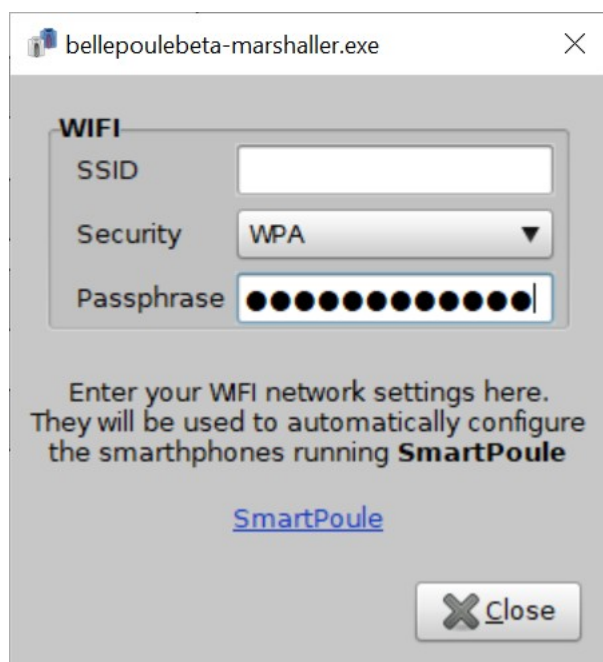 bellepoulebeta-marshaller.exe
WIFI
SSID
Security WPA
Passphrase ●●●●●●●●●●●●
Enter your WIFI network settings here.
They will be used to automatically configure
the smarthphones running SmartPoule
SmartPoule
Close